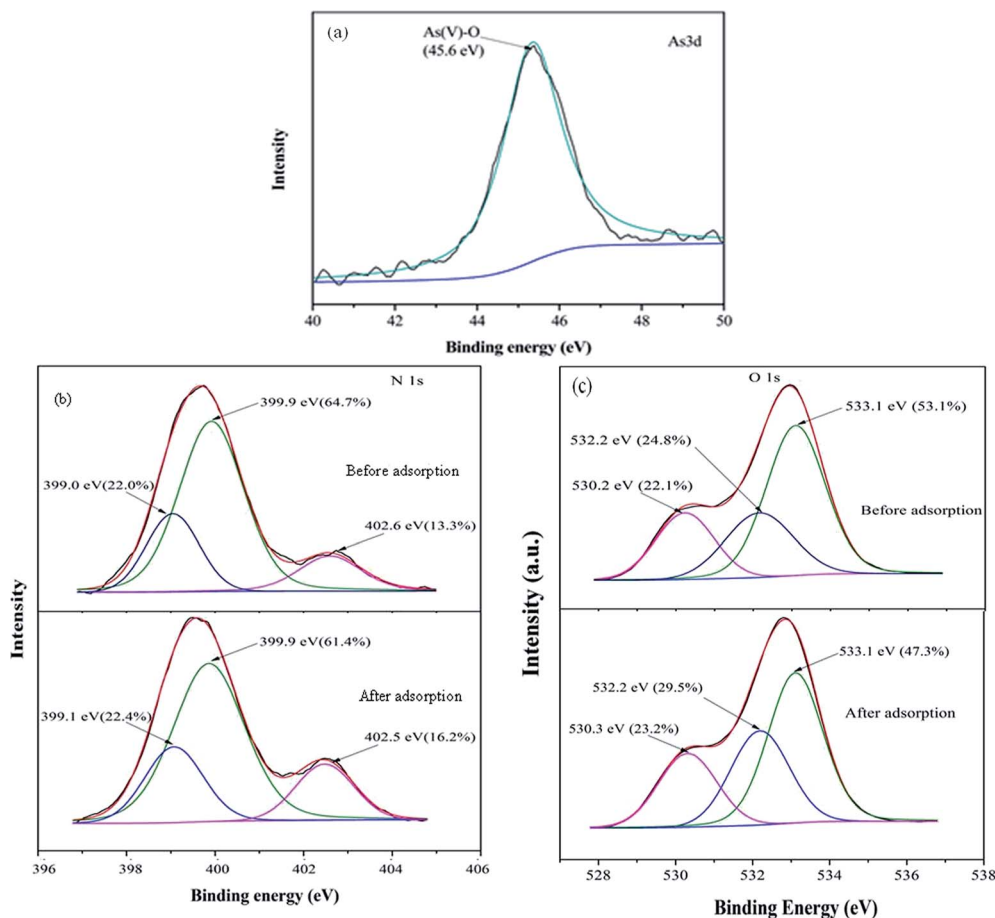 (a)
As(V)-O
(45.6 eV)
As3d
Intensity
40 42 44 46 48 50
Binding energy (eV)
(b)
N 1s
399.9 eV(64.7%)
Before adsorption
399.0 eV(22.0%)
402.6 eV(13.3%)
399.9 eV(61.4%)
After adsorption
399.1 eV(22.4%)
402.5 eV(16.2%)
Intensity
396 398 400 402 404 406
Binding energy (eV)
(c)
O 1s
533.1 eV (53.1%)
532.2 eV (24.8%)
530.2 eV (22.1%)
Before adsorption
533.1 eV (47.3%)
532.2 eV (29.5%)
530.3 eV (23.2%)
After adsorption
Intensity (a.u.)
528 530 532 534 536 538
Binding Energy (eV)